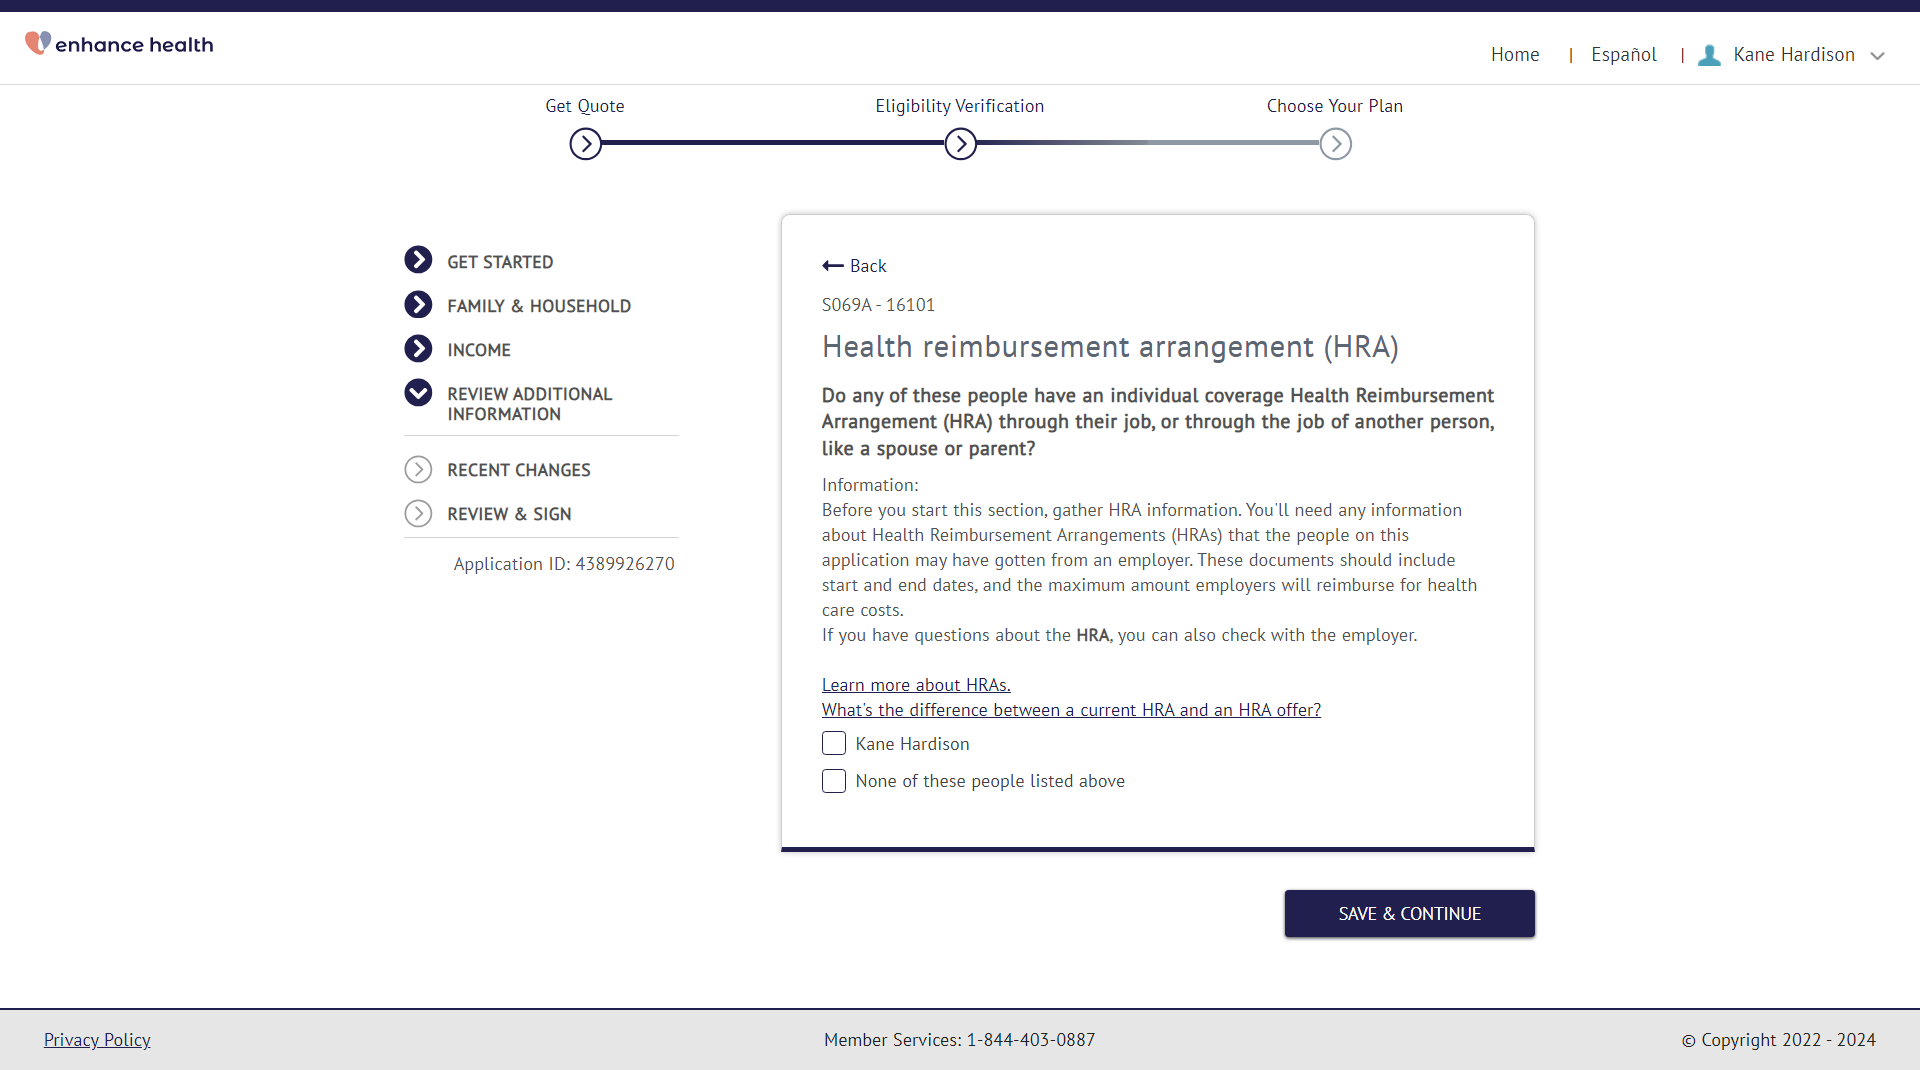 enhance health
Home | Español | Kane Hardison
Get Quote
Eligibility Verification
Choose Your Plan
GET STARTED
FAMILY & HOUSEHOLD
INCOME
REVIEW ADDITIONAL
INFORMATION
RECENT CHANGES
REVIEW & SIGN
Application ID: 4389926270
Back
S069A - 16101
Health reimbursement arrangement (HRA)
Do any of these people have an individual coverage Health Reimbursement
Arrangement (HRA) through their job, or through the job of another person,
like a spouse or parent?
Information:
Before you start this section, gather HRA information. You'll need any information
about Health Reimbursement Arrangements (HRAs) that the people on this
application may have gotten from an employer. These documents should include
start and end dates, and the maximum amount employers will reimburse for health
care costs.
If you have questions about the HRA, you can also check with the employer.
Learn more about HRAs.
What's the difference between a current HRA and an HRA offer?
Kane Hardison
None of these people listed above
SAVE & CONTINUE
Privacy Policy
Member Services: 1-844-403-0887
© Copyright 2022 - 2024